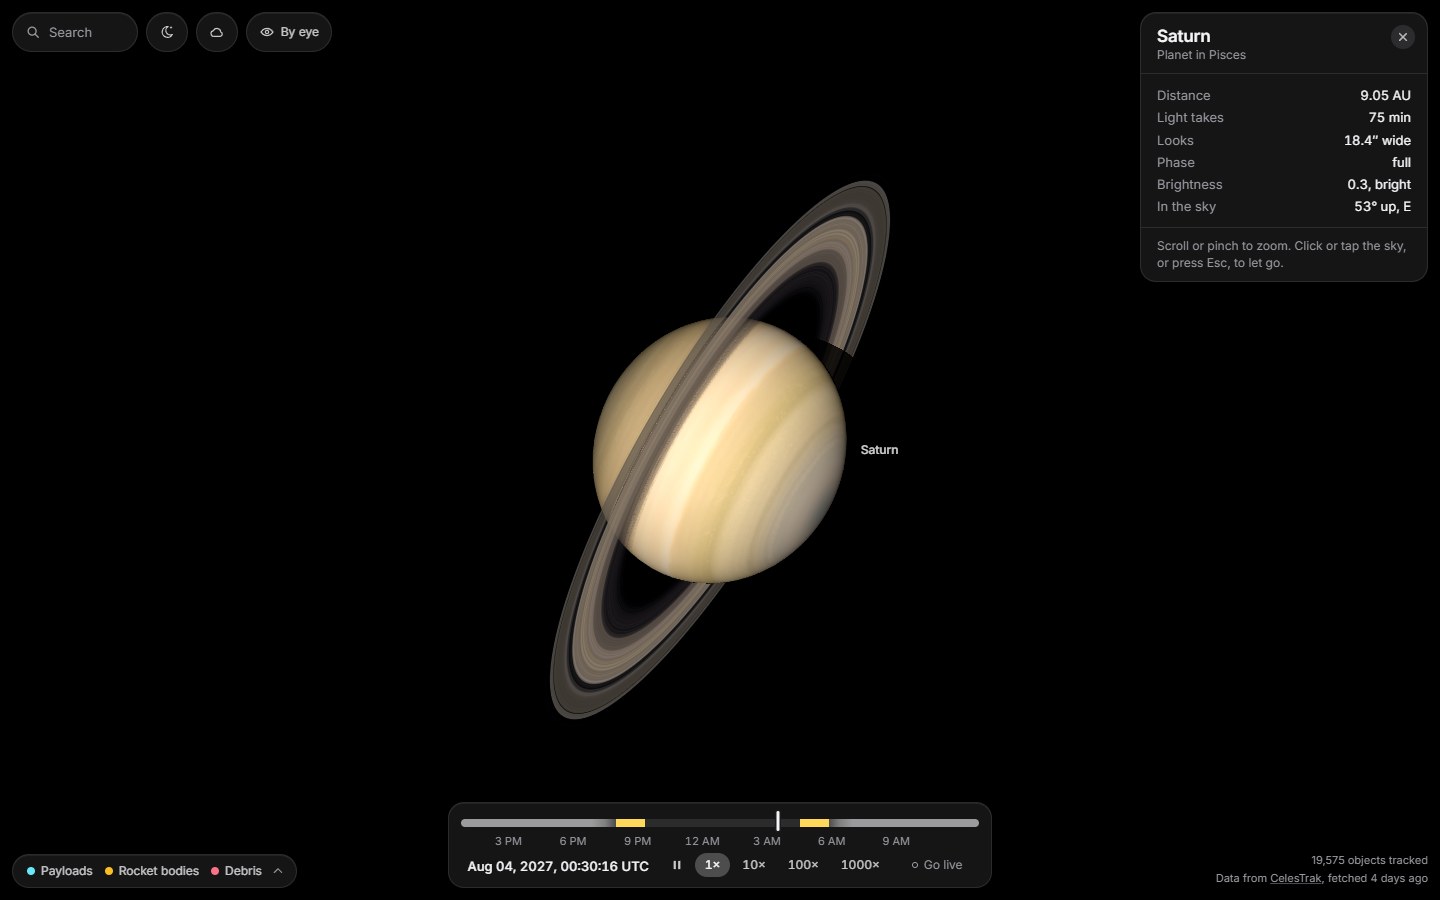 Search
By eye
Saturn
Planet in Pisces
Distance 9.05 AU
Light takes 75 min
Looks 18.4″ wide
Phase full
Brightness 0.3, bright
In the sky 53° up, E
Scroll or pinch to zoom. Click or tap the sky,
or press Esc, to let go.
Saturn
3 PM 6 PM 9 PM 12 AM 3 AM 6 AM 9 AM
Aug 04, 2027, 00:30:16 UTC 1× 10× 100× 1000× Go live
Payloads Rocket bodies Debris
19,575 objects tracked
Data from CelesTrak, fetched 4 days ago